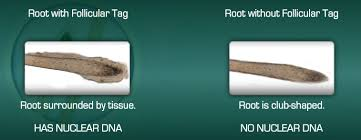 Root with Follicular Tag
Root surrounded by tissue.
HAS NUCLEAR DNA
Root without Follicular Tag
Root is club-shaped.
NO NUCLEAR DNA